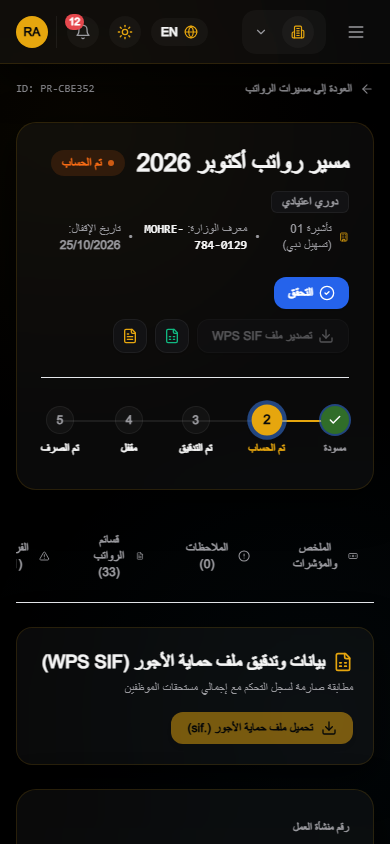 RA
12
EN
العودة إلى مسيرات الرواتب
ID: PR-CBE352
مسير رواتب أكتوبر 2026
تم الحساب
دوري اعتيادي
تأشيرة 01 (تسهيل نبي)
•
معرف الوزارة: MOHRE-784-0129
•
تاريخ الإقفال: 25/10/2026
التحقق
تصدير ملف WPS SIF
2
3
4
5
مسودة
تم الحساب
تم التدقيق
مقفل
تم الصرف
الملخص والمؤشرات
الملاحظات (0)
قسائم الرواتب (33)
بيانات وتدقيق ملف حماية الأجور (WPS SIF)
مطابقة صارمة لسجل التحكم مع إجمالي مستحقات الموظفين
تحميل ملف حماية الأجور (.sif)
رقم منشأة العمل